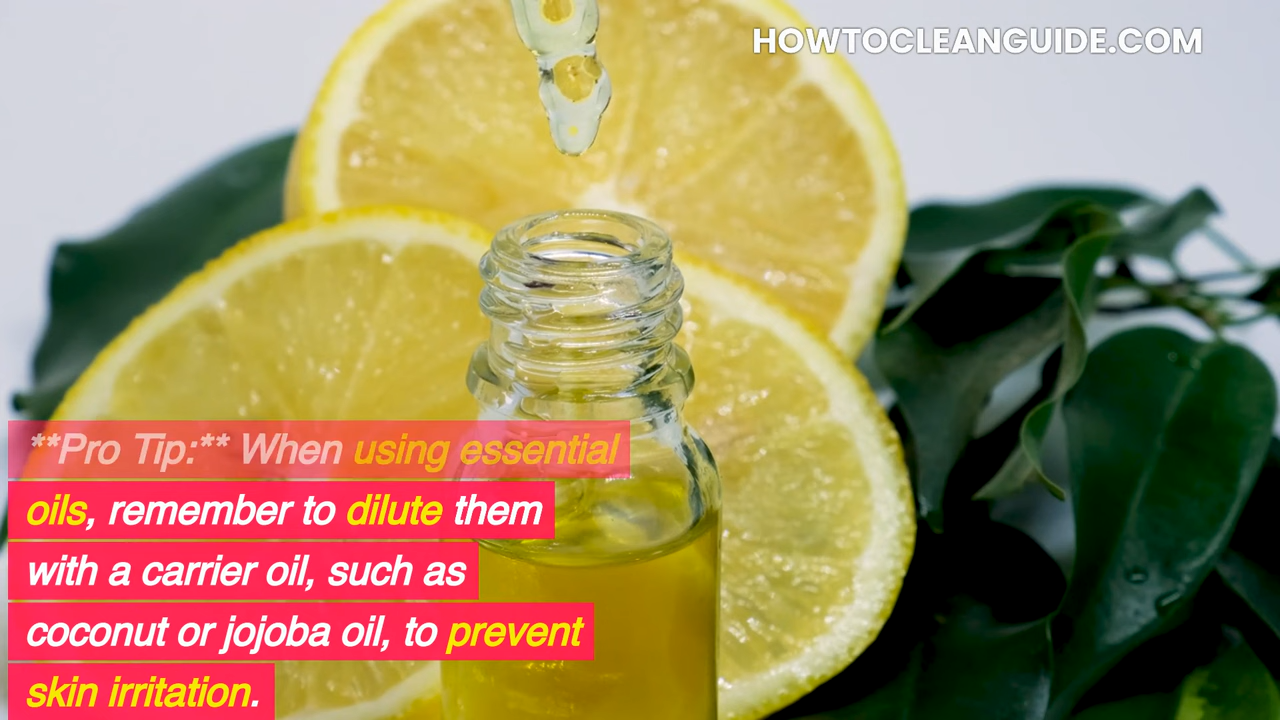 HOWTOCLEANGUIDE.COM
**Pro Tip:** When using essential
oils, remember to dilute them
with a carrier oil, such as
coconut or jojoba oil, to prevent
skin irritation.